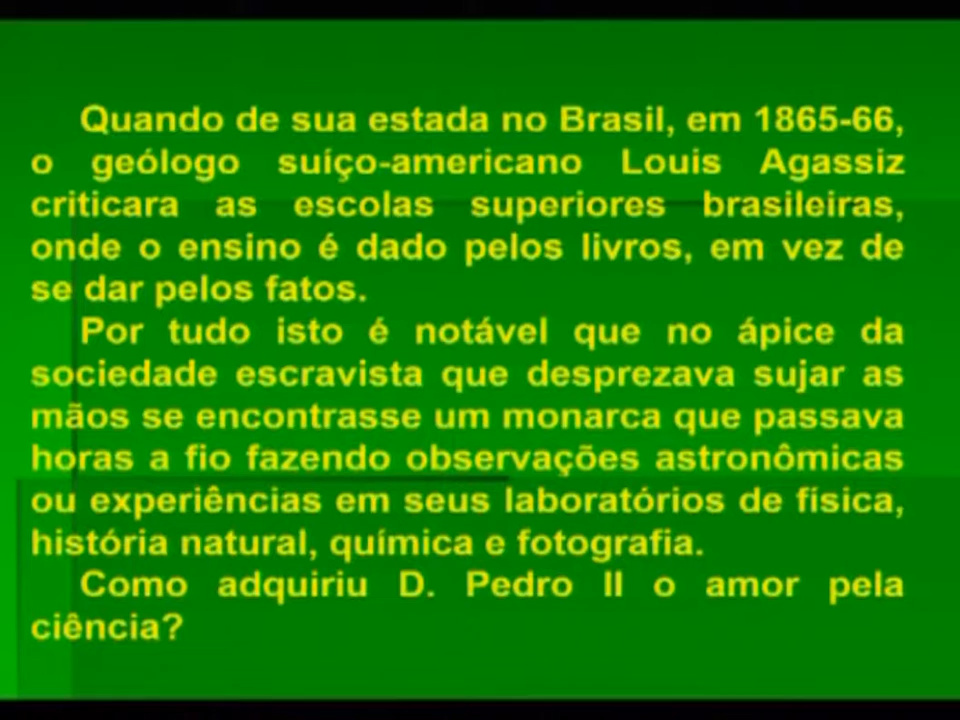 Quando de sua estada no Brasil, em 1865-66,
o geólogo suíço-americano Louis Agassiz
criticara as escolas superiores brasileiras,
onde o ensino é dado pelos livros, em vez de
se dar pelos fatos.
Por tudo isto é notável que no ápice da
sociedade escravista que desprezava sujar as
mãos se encontrasse um monarca que passava
horas a fio fazendo observações astronômicas
ou experiências em seus laboratórios de física,
história natural, química e fotografia.
Como adquiriu D. Pedro II o amor pela
ciência?